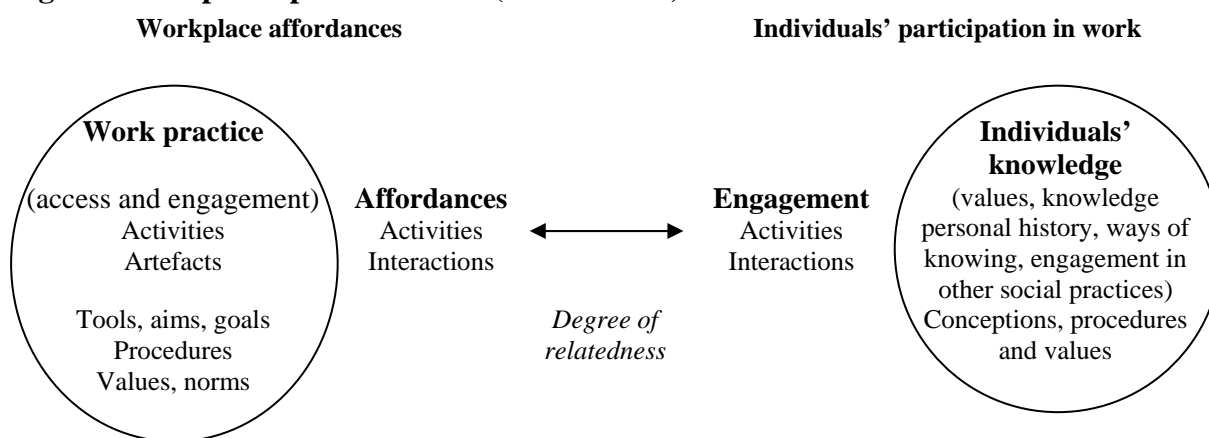 Workplace affordances
Individuals’ participation in work
Work practice
(access and engagement)
Activities
Artefacts
Tools, aims, goals
Procedures
Values, norms
Affordances
Activities
Interactions
Degree of
relatedness
Engagement
Activities
Interactions
Individuals’
knowledge
(values, knowledge
personal history, ways of
knowing, engagement in
other social practices)
Conceptions, procedures
and values